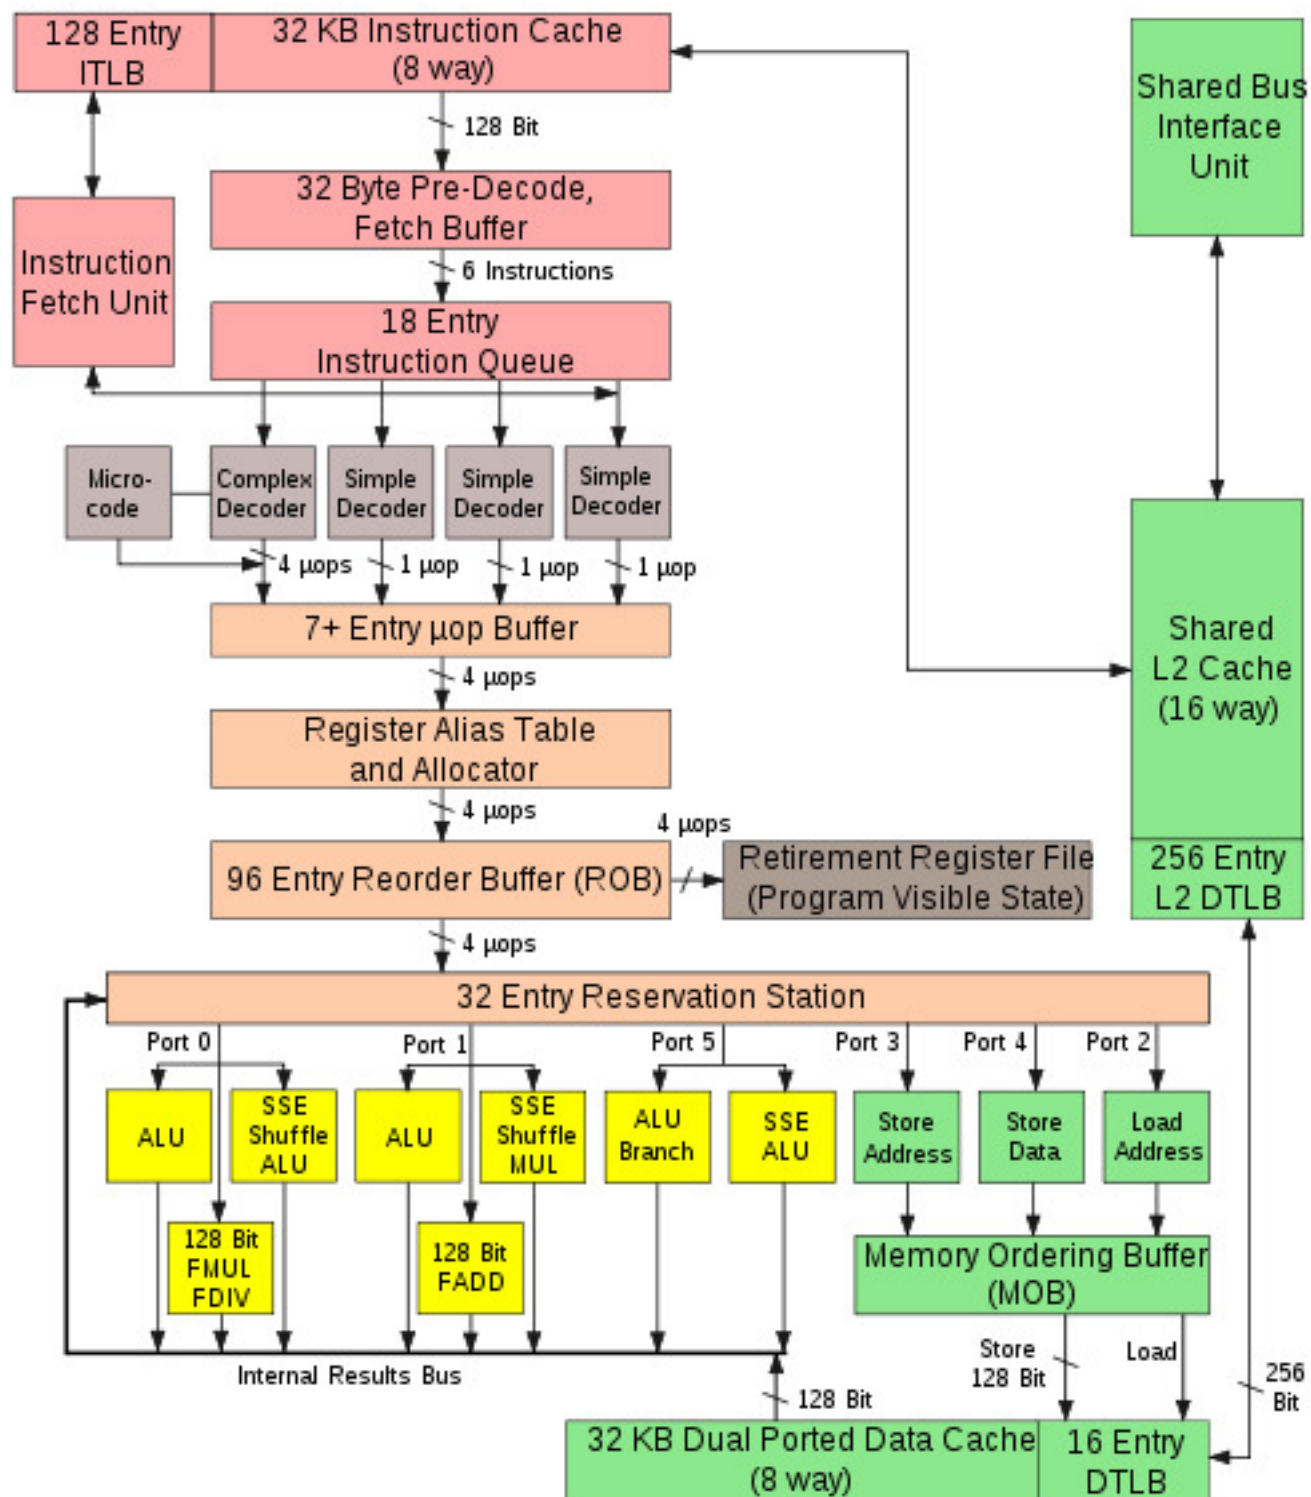 128 Entry
ITLB
32 KB Instruction Cache
(8 way)
Shared Bus
Interface
Unit
128 Bit
32 Byte Pre-Decode,
Fetch Buffer
Instruction
Fetch Unit
6 Instructions
18 Entry
Instruction Queue
Micro-
code
Complex
Decoder
Simple
Decoder
Simple
Decoder
Simple
Decoder
4 µops
1 µop
1 µop
1 µop
7+ Entry µop Buffer
Shared
L2 Cache
(16 way)
4 µops
Register Alias Table
and Allocator
4 µops
4 µops
96 Entry Reorder Buffer (ROB)
Retirement Register File
(Program Visible State)
256 Entry
L2 DTLB
4 µops
32 Entry Reservation Station
Port 0
Port 1
Port 5
Port 3
Port 4
Port 2
ALU
SSE
Shuffle
ALU
ALU
SSE
Shuffle
MUL
ALU
Branch
SSE
ALU
Store
Address
Store
Data
Load
Address
128 Bit
FMUL
FDIV
128 Bit
FADD
Memory Ordering Buffer
(MOB)
Internal Results Bus
Store
128 Bit
Load
256
Bit
128 Bit
32 KB Dual Ported Data Cache
(8 way)
16 Entry
DTLB